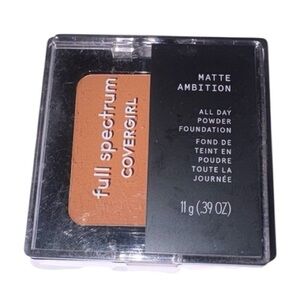 full spectrum
COVERGIRL
MATTE
AMBITION
ALL DAY
POWDER
FOUNDATION
FOND DE
TEINT EN
POUDRE
TOUTE LA
JOURNÉE
11 g (.39 OZ)